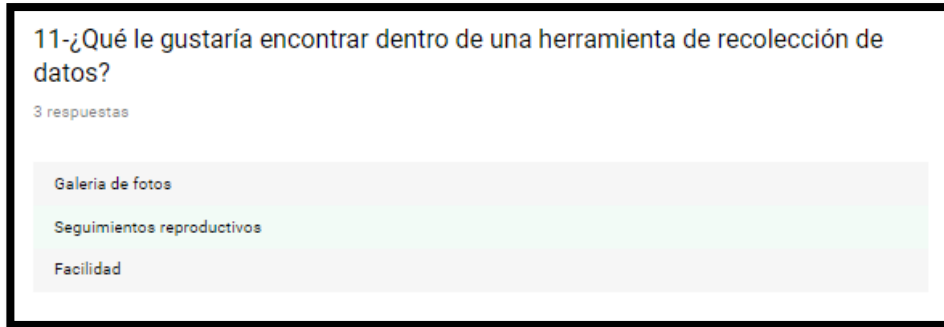 11-¿Qué le gustaría encontrar dentro de una herramienta de recolección de
datos?
3 respuestas
Galeria de fotos
Seguimientos reproductivos
Facilidad